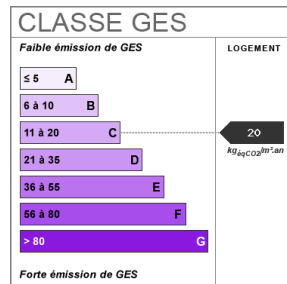 CLASSE GES
Faible émission de GES
LOGEMENT
≤ 5 A
6 à 10 B
11 à 20 C
20
kgéqCO2/m².an
21 à 35 D
36 à 55 E
56 à 80 F
> 80 G
Forte émission de GES